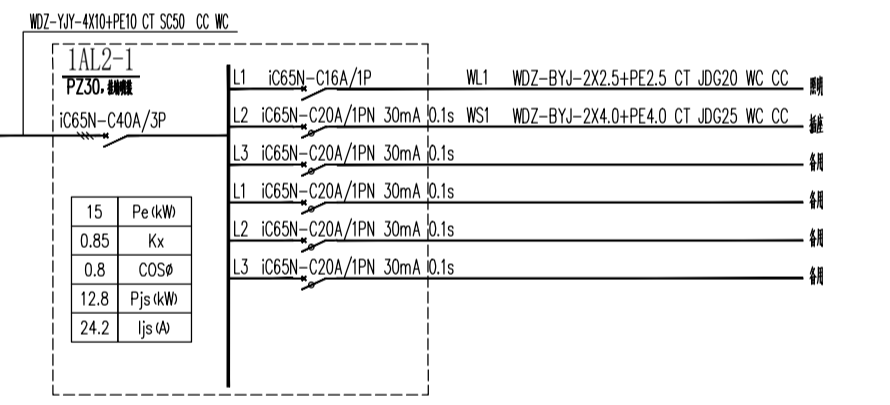 WDZ-YJY-4X10+PE10 CT SC50 CC WC
1AL2-1
PZ30,
iC65N-C40A/3P
L1 iC65N-C16A/1P WL1 WDZ-BYJ-2X2.5+PE2.5 CT JDG20 WC CC 照明
L2 iC65N-C20A/1PN 30mA 0.1s WS1 WDZ-BYJ-2X4.0+PE4.0 CT JDG25 WC CC 插座
L3 iC65N-C20A/1PN 30mA 0.1s 备用
L1 iC65N-C20A/1PN 30mA 0.1s 备用
L2 iC65N-C20A/1PN 30mA 0.1s 备用
L3 iC65N-C20A/1PN 30mA 0.1s 备用
15 Pe(kW)
0.85 Kx
0.8 COSø
12.8 Pjs(kW)
24.2 Ijs(A)